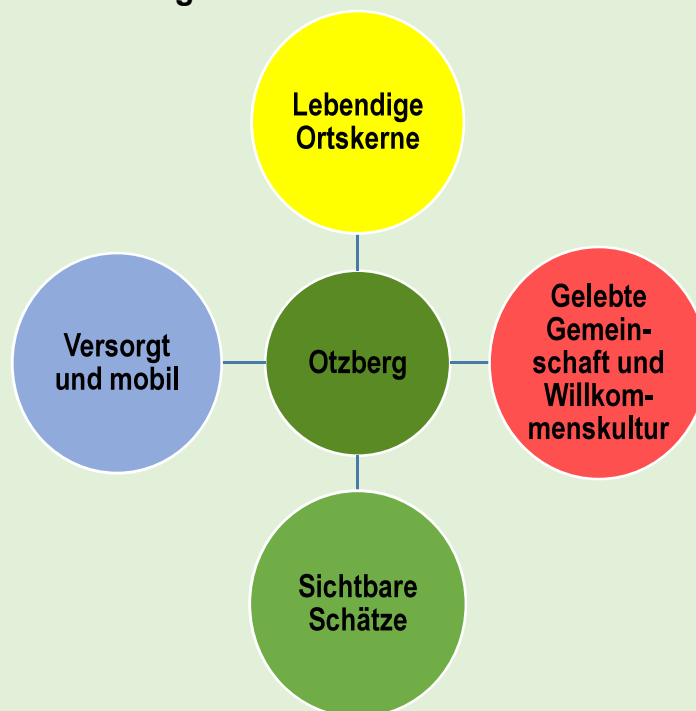 Lebendige
Ortskerne
Versorgt
und mobil
Otzberg
Gelebte
Gemein-
schaft und
Willkom-
menskultur
Sichtbare
Schätze